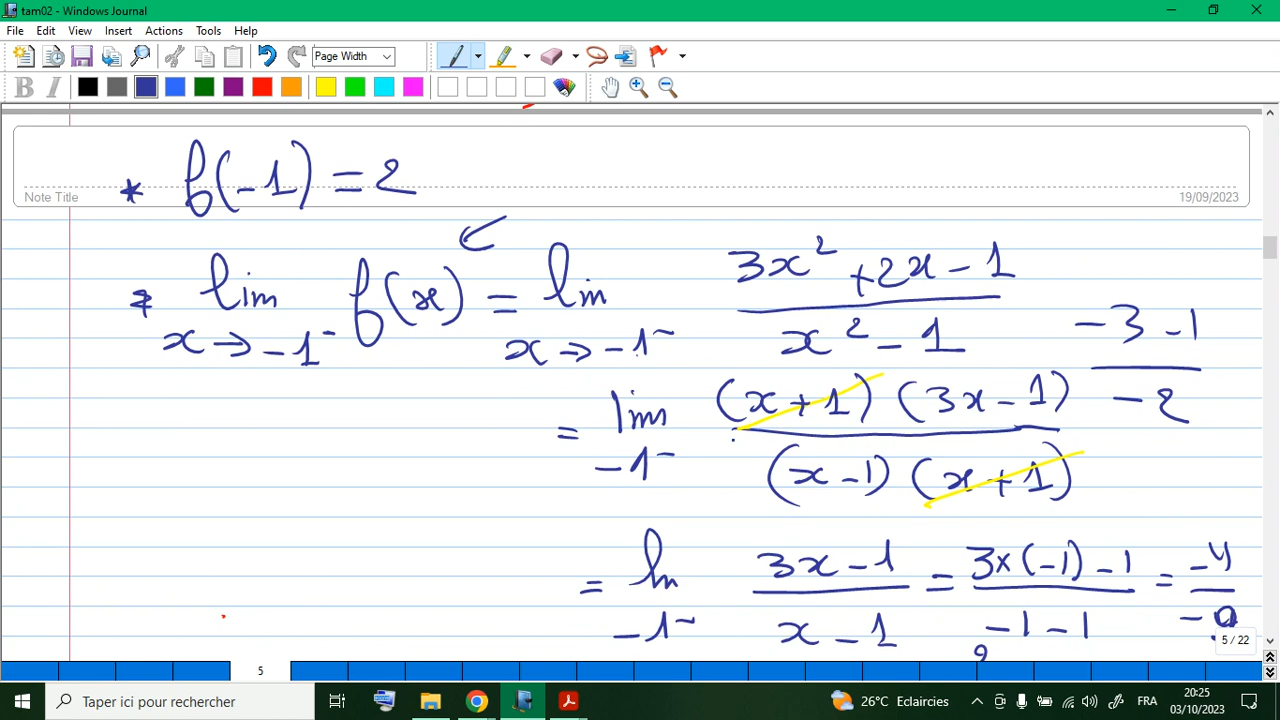 tam02 - Windows Journal
File Edit View Insert Actions Tools Help
Page Width
B I
* f(-1) = 2
Note Title 19/09/2023
* lim x → -1⁻ f(x) = lim x → -1⁻ (3x² + 2x - 1) / (x² - 1)
(-3 - 1) / -2
= lim -1⁻ ((x + 1) (3x - 1)) / ((x - 1) (x + 1))
= lim -1⁻ (3x - 1) / (x - 1) = (3 × (-1) - 1) / (-1 - 1) = -4 /
5 / 22
5
Taper ici pour rechercher
26°C Eclaircies
FRA
20:25
03/10/2023